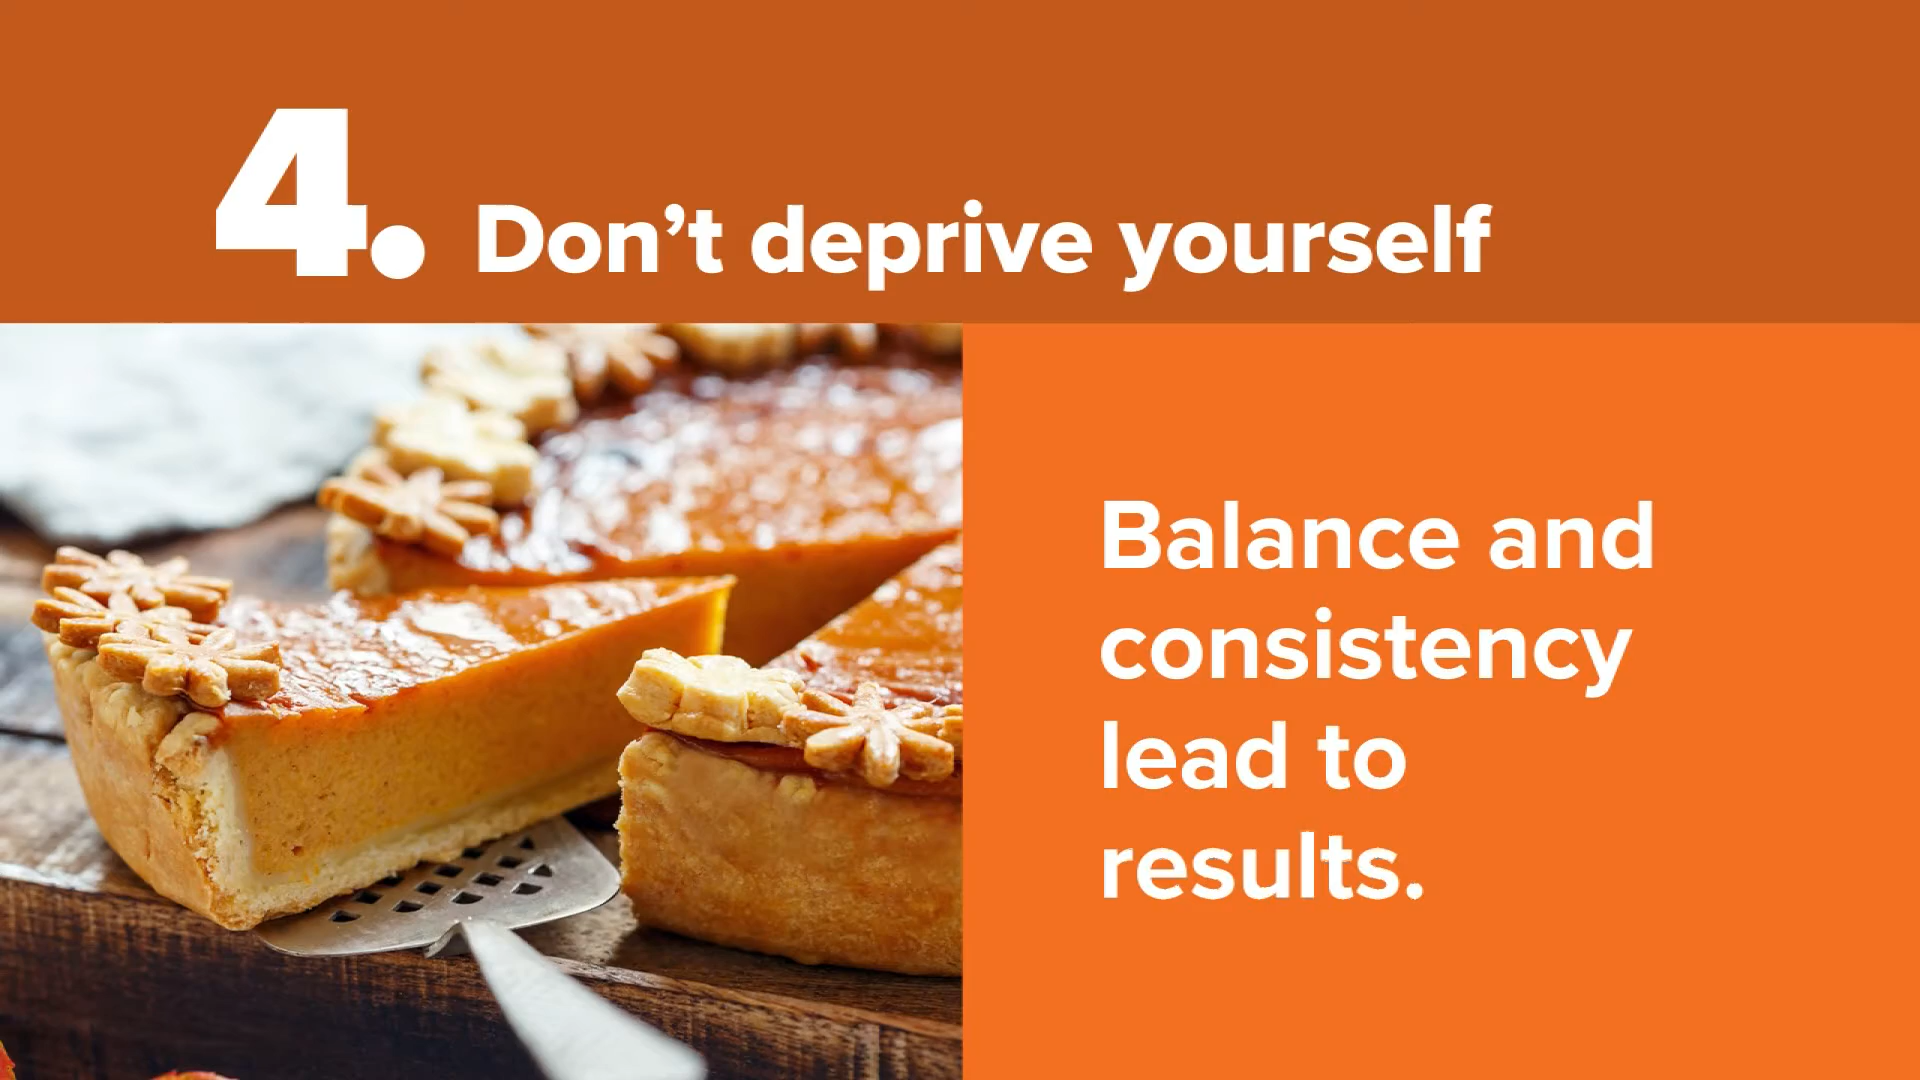 4. Don’t deprive yourself
Balance and
consistency
lead to
results.